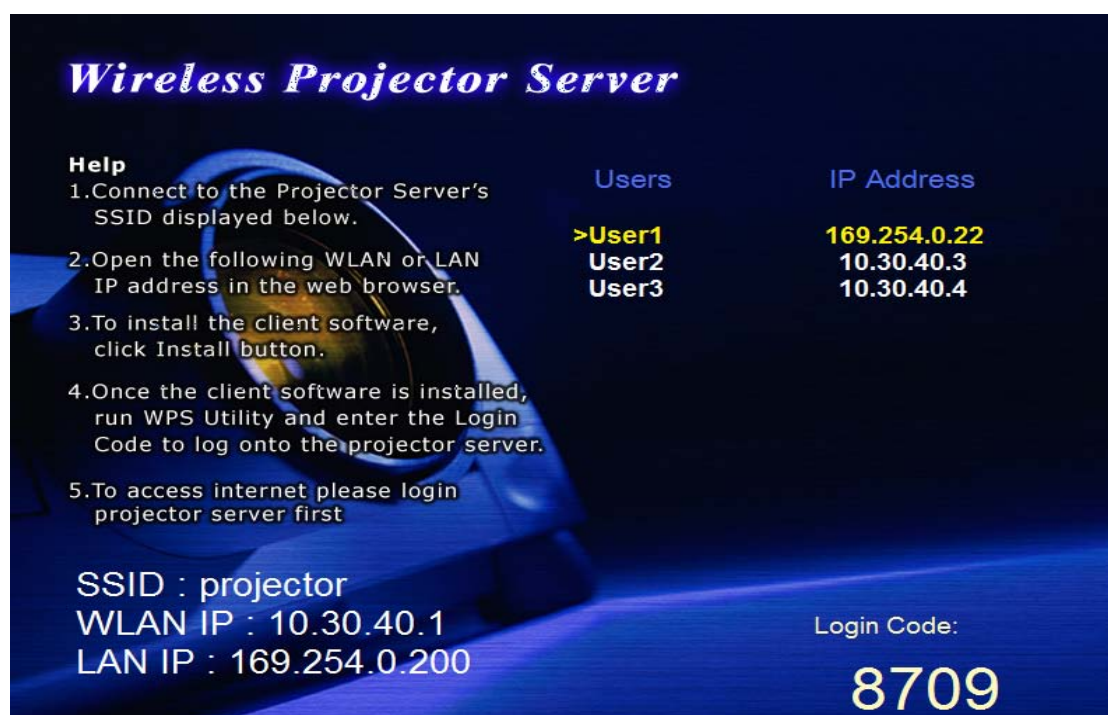 Wireless Projector Server
Help
1.Connect to the Projector Server's
SSID displayed below.
2.Open the following WLAN or LAN
IP address in the web browser.
3.To install the client software,
click Install button.
4.Once the client software is installed,
run WPS Utility and enter the Login
Code to log onto the projector server.
5.To access internet please login
projector server first
SSID : projector
WLAN IP : 10.30.40.1
LAN IP : 169.254.0.200
Users IP Address
>User1 169.254.0.22
User2 10.30.40.3
User3 10.30.40.4
Login Code:
8709